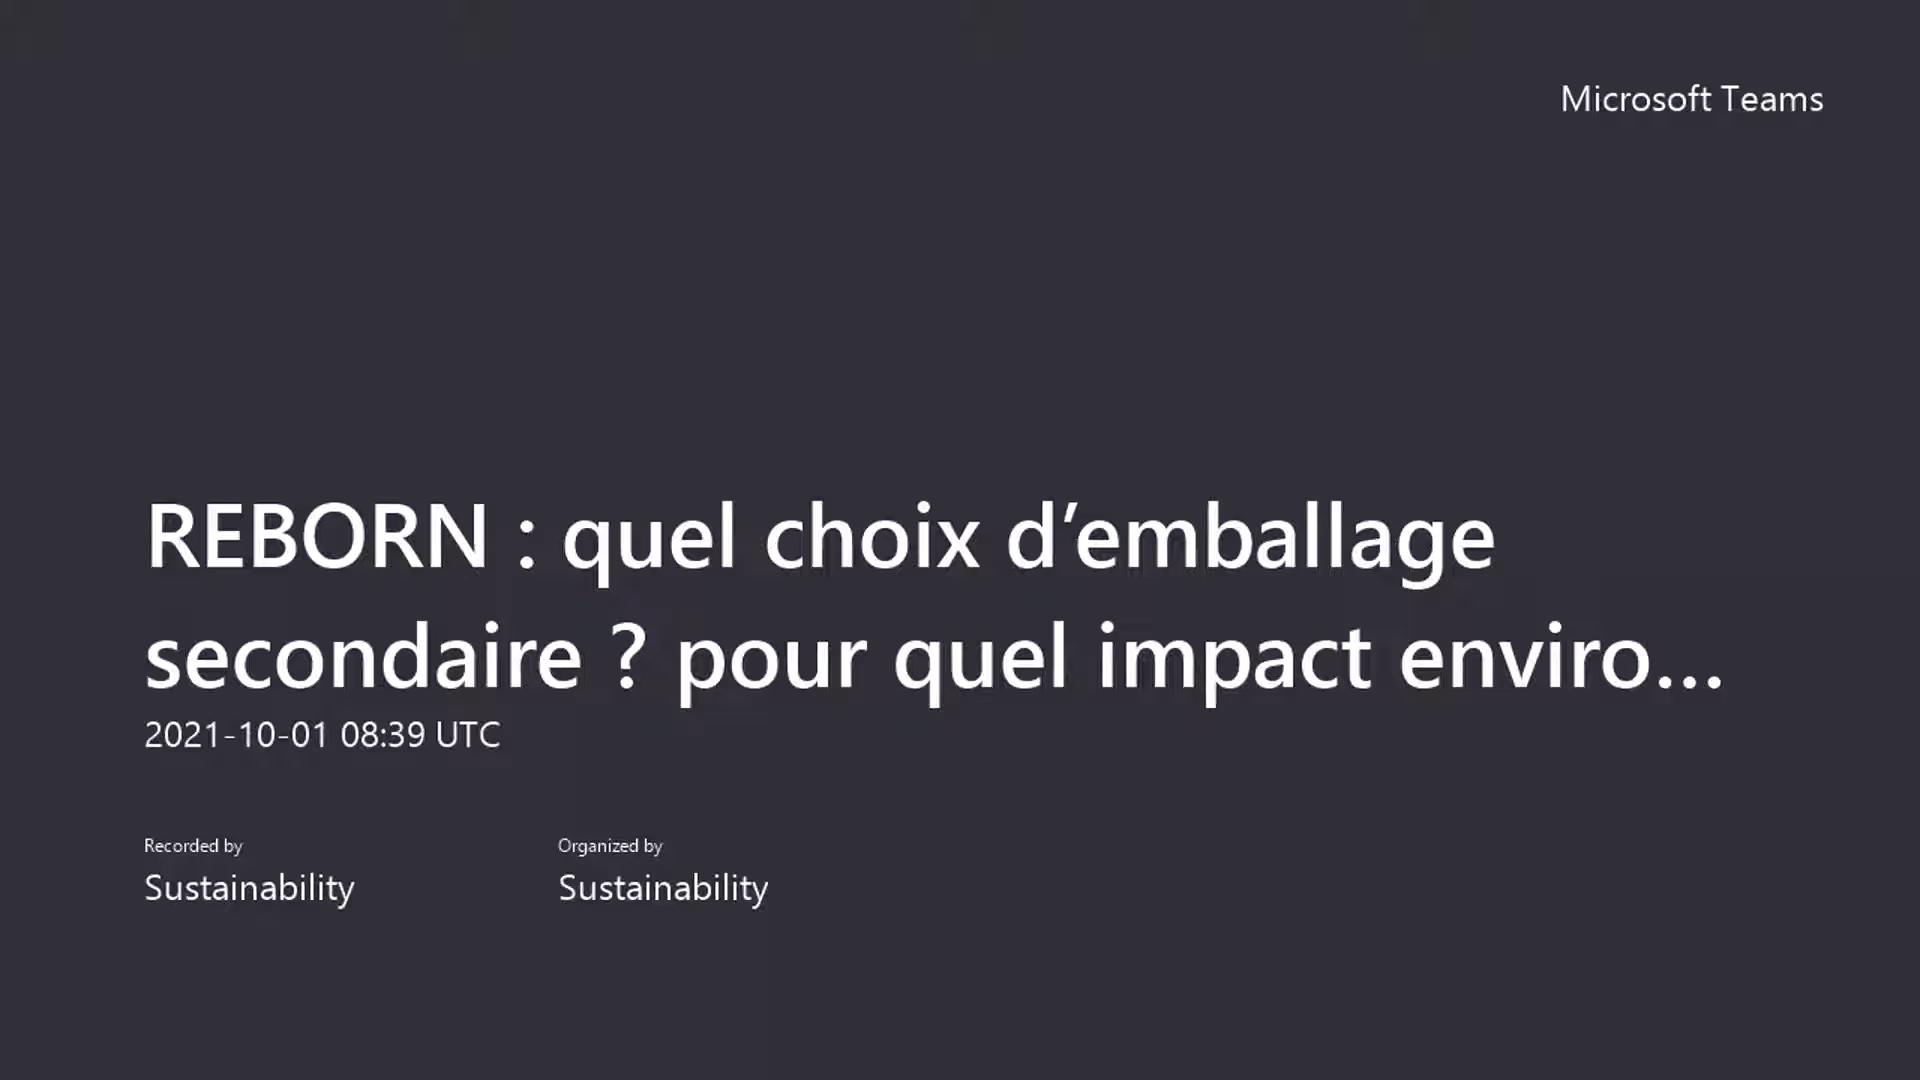 Microsoft Teams
REBORN : quel choix d’emballage
secondaire ? pour quel impact enviro...
2021-10-01 08:39 UTC
Recorded by
Organized by
Sustainability
Sustainability